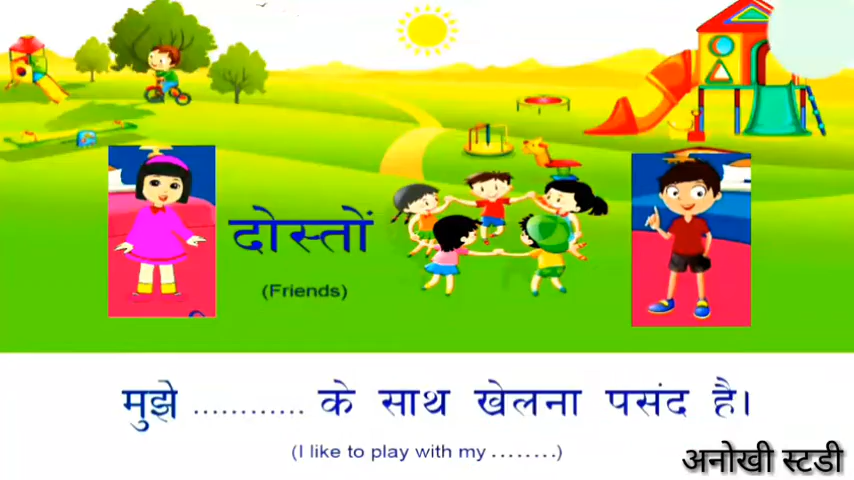 दोस्तों
(Friends)
मुझे ............ के साथ खेलना पसंद है।
(I like to play with my ........)
अनोखी स्टडी